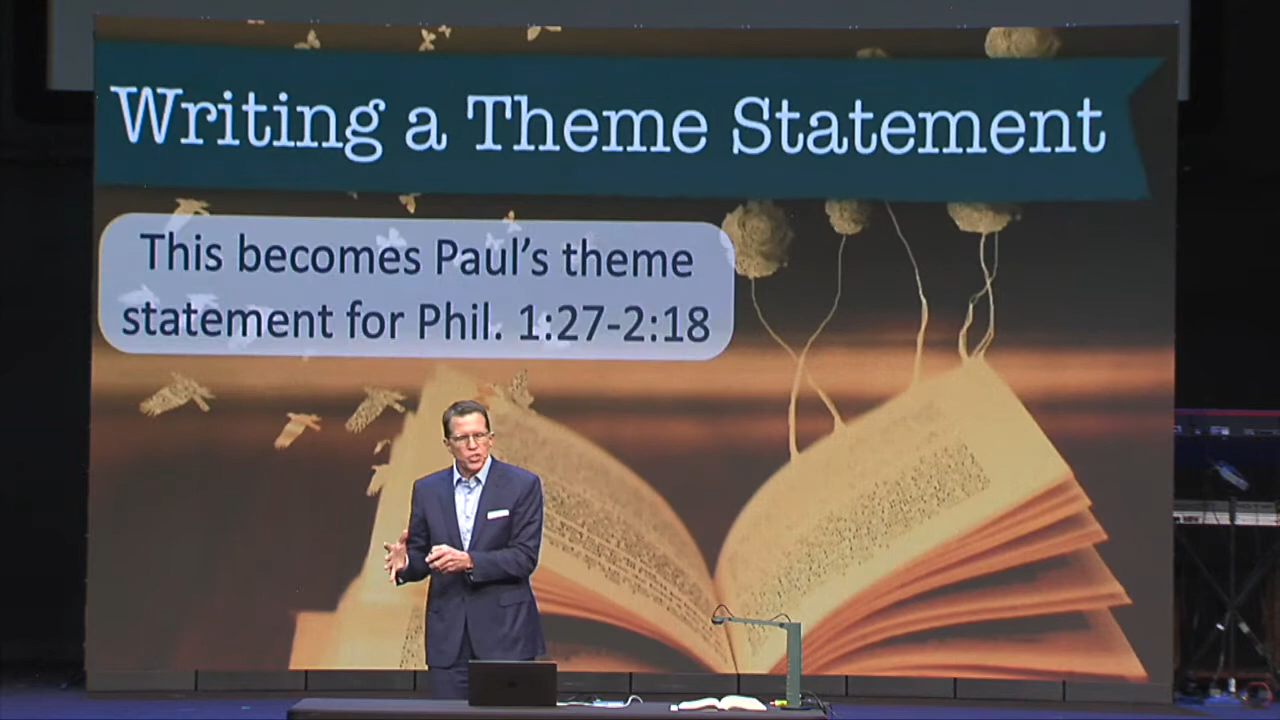 Writing a Theme Statement
This becomes Paul's theme
statement for Phil. 1:27-2:18